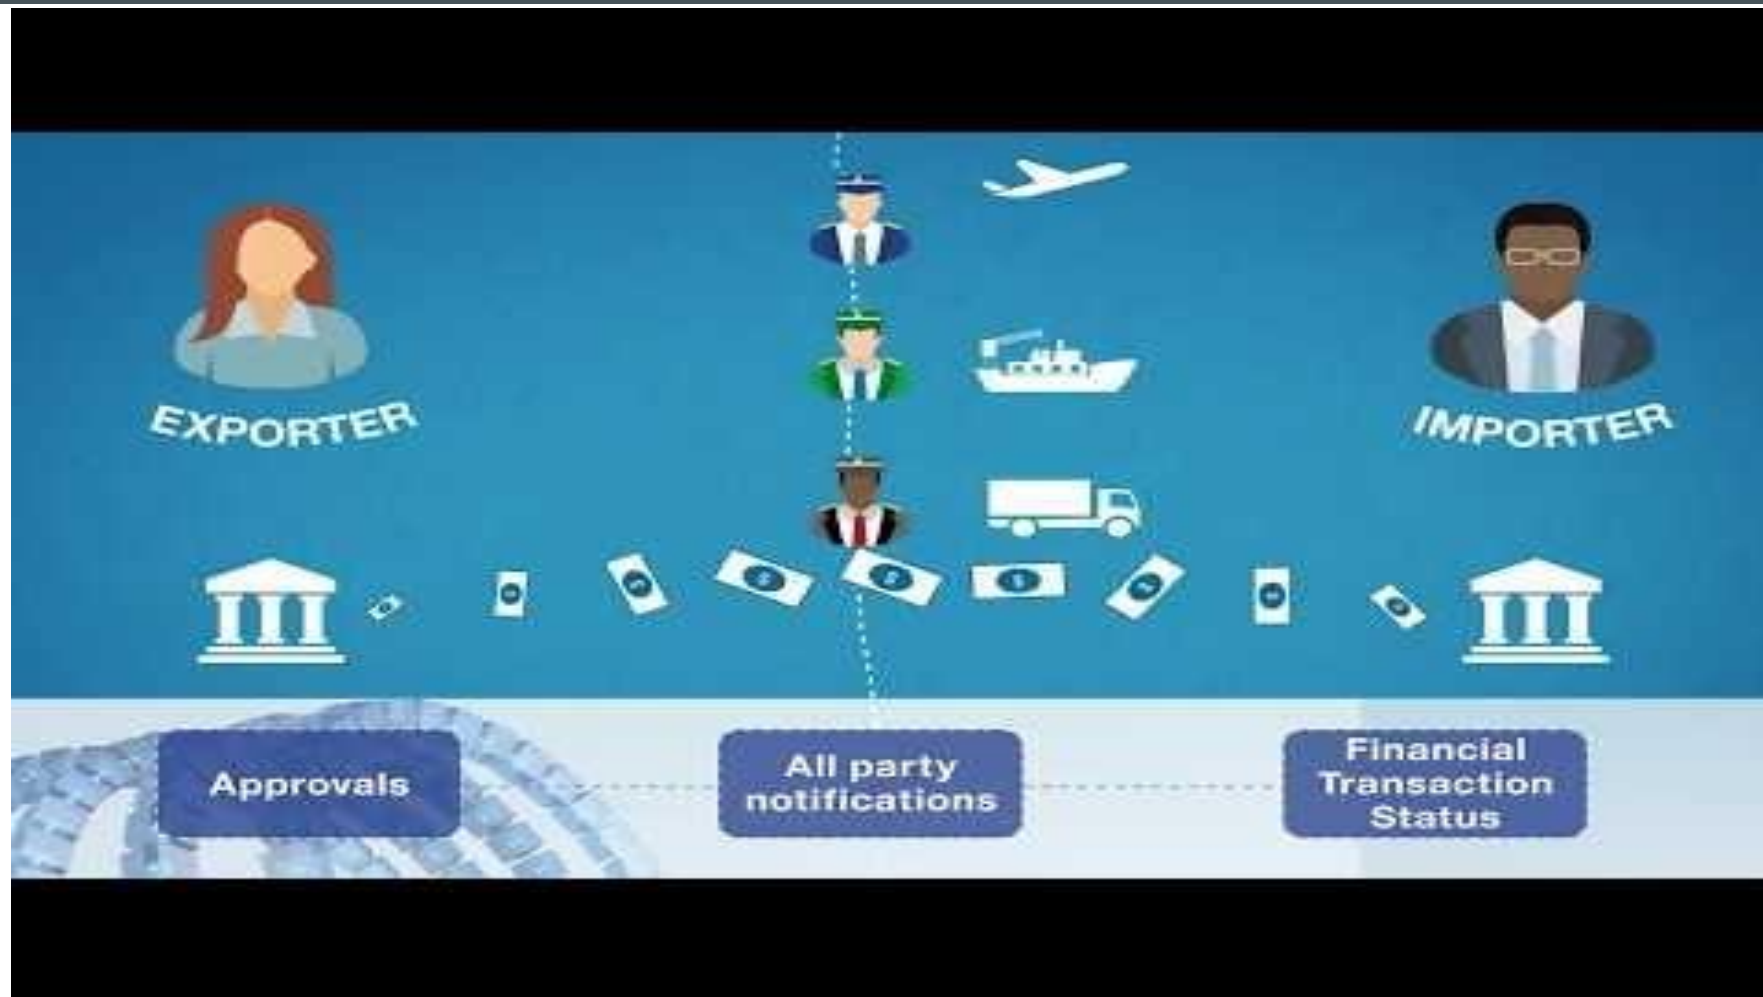 EXPORTER
IMPORTER
Approvals
All party
notifications
Financial
Transaction
Status